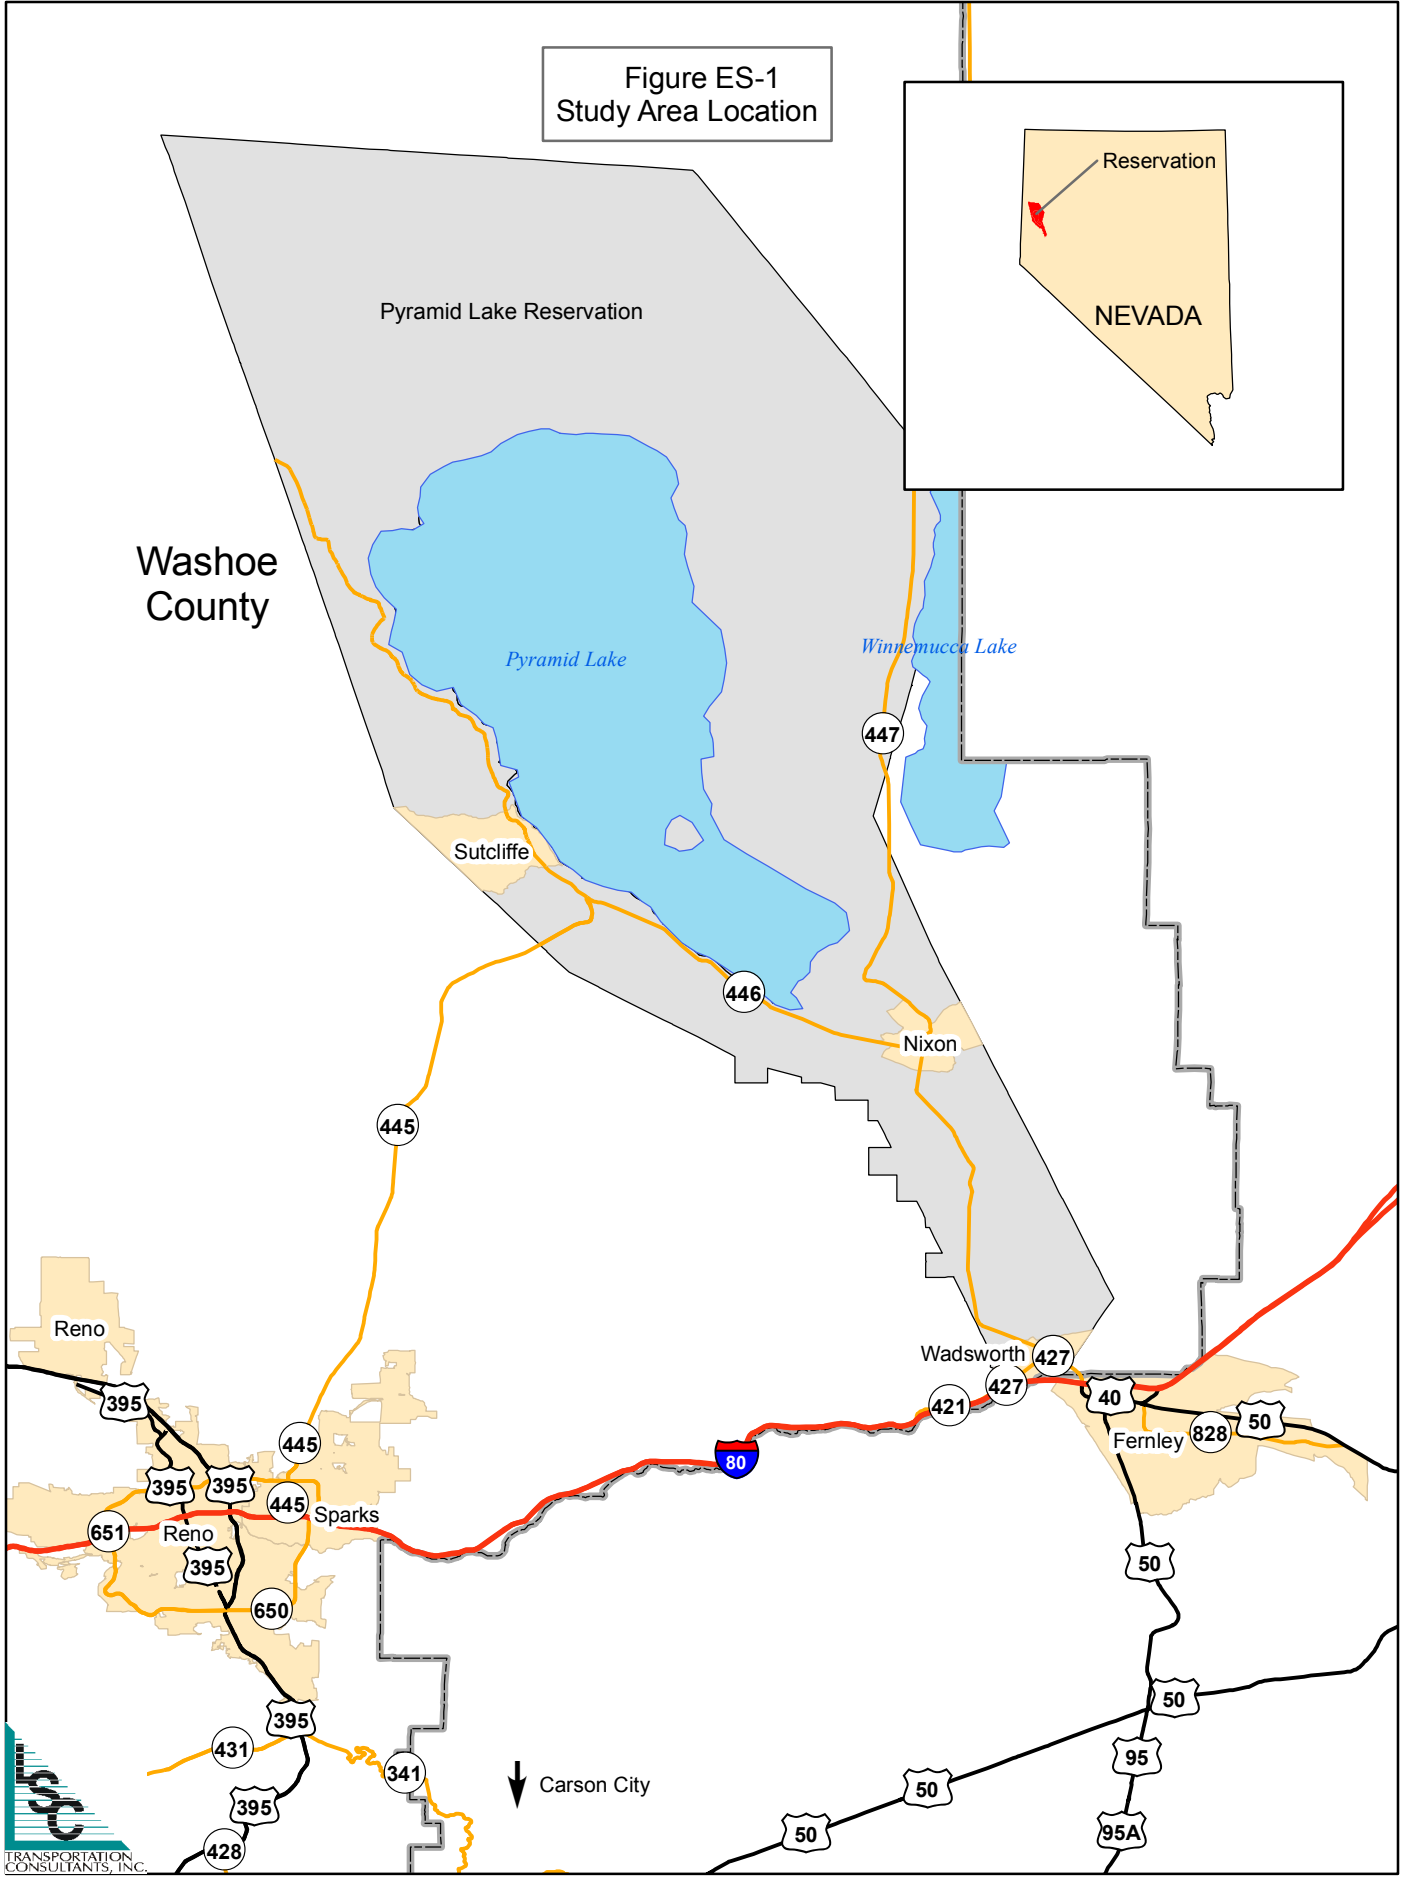 Figure ES-1
Study Area Location
Reservation
NEVADA
Pyramid Lake Reservation
Washoe
County
Pyramid Lake
Winnemucca Lake
447
Sutcliffe
446
Nixon
445
Reno
Wadsworth
427
427
421
40
50
828
Fernley
395
445
80
395
395
445
Sparks
651
Reno
395
50
650
50
395
431
341
95
Carson City
50
395
50
95A
428
LSC
TRANSPORTATION
CONSULTANTS, INC.